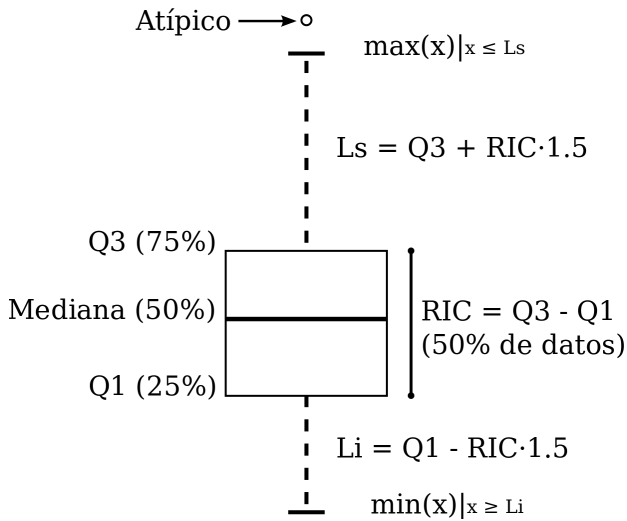 Atípico
max(x)|x ≤ Ls
Ls = Q3 + RIC·1.5
Q3 (75%)
Mediana (50%)
RIC = Q3 - Q1
(50% de datos)
Q1 (25%)
Li = Q1 - RIC·1.5
min(x)|x ≥ Li